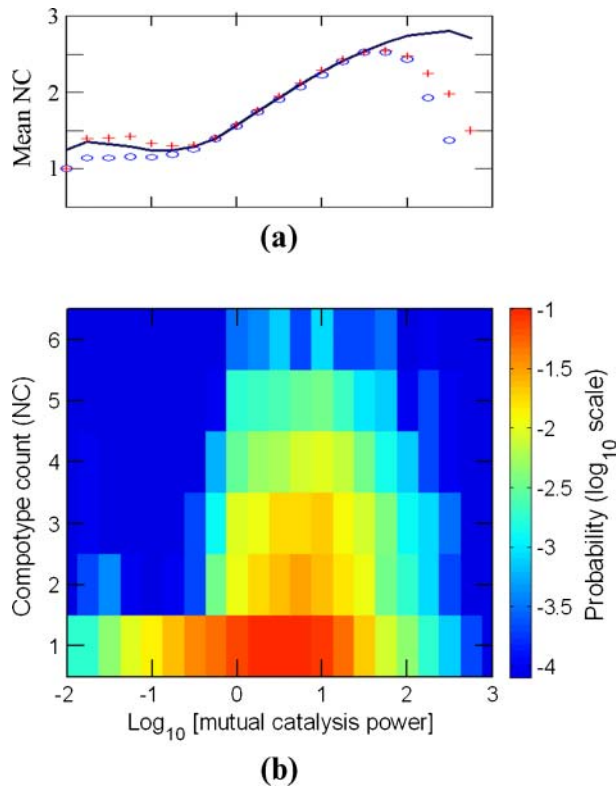 3
2
1
Mean NC
(a)
6
5
4
3
2
1
Compotype count (NC)
-2 -1 0 1 2 3
Log10 [mutual catalysis power]
-1
-1.5
-2
-2.5
-3
-3.5
-4
Probability (log10 scale)
(b)